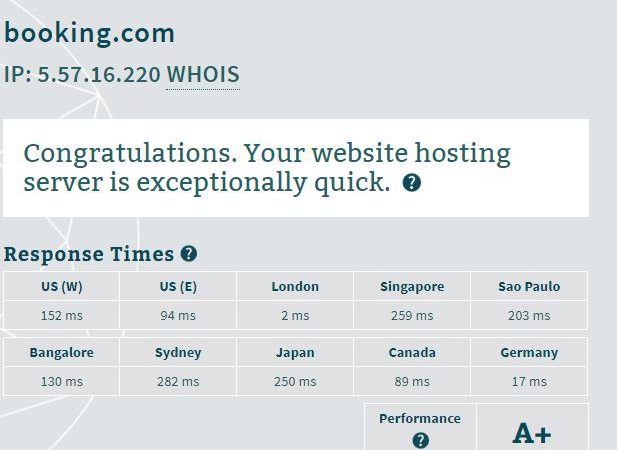 booking.com
IP: 5.57.16.220 WHOIS
Congratulations. Your website hosting
server is exceptionally quick. ?
Response Times ?
US (W) US (E) London Singapore Sao Paulo
152 ms 94 ms 2 ms 259 ms 203 ms
Bangalore Sydney Japan Canada Germany
130 ms 282 ms 250 ms 89 ms 17 ms
Performance
? A+